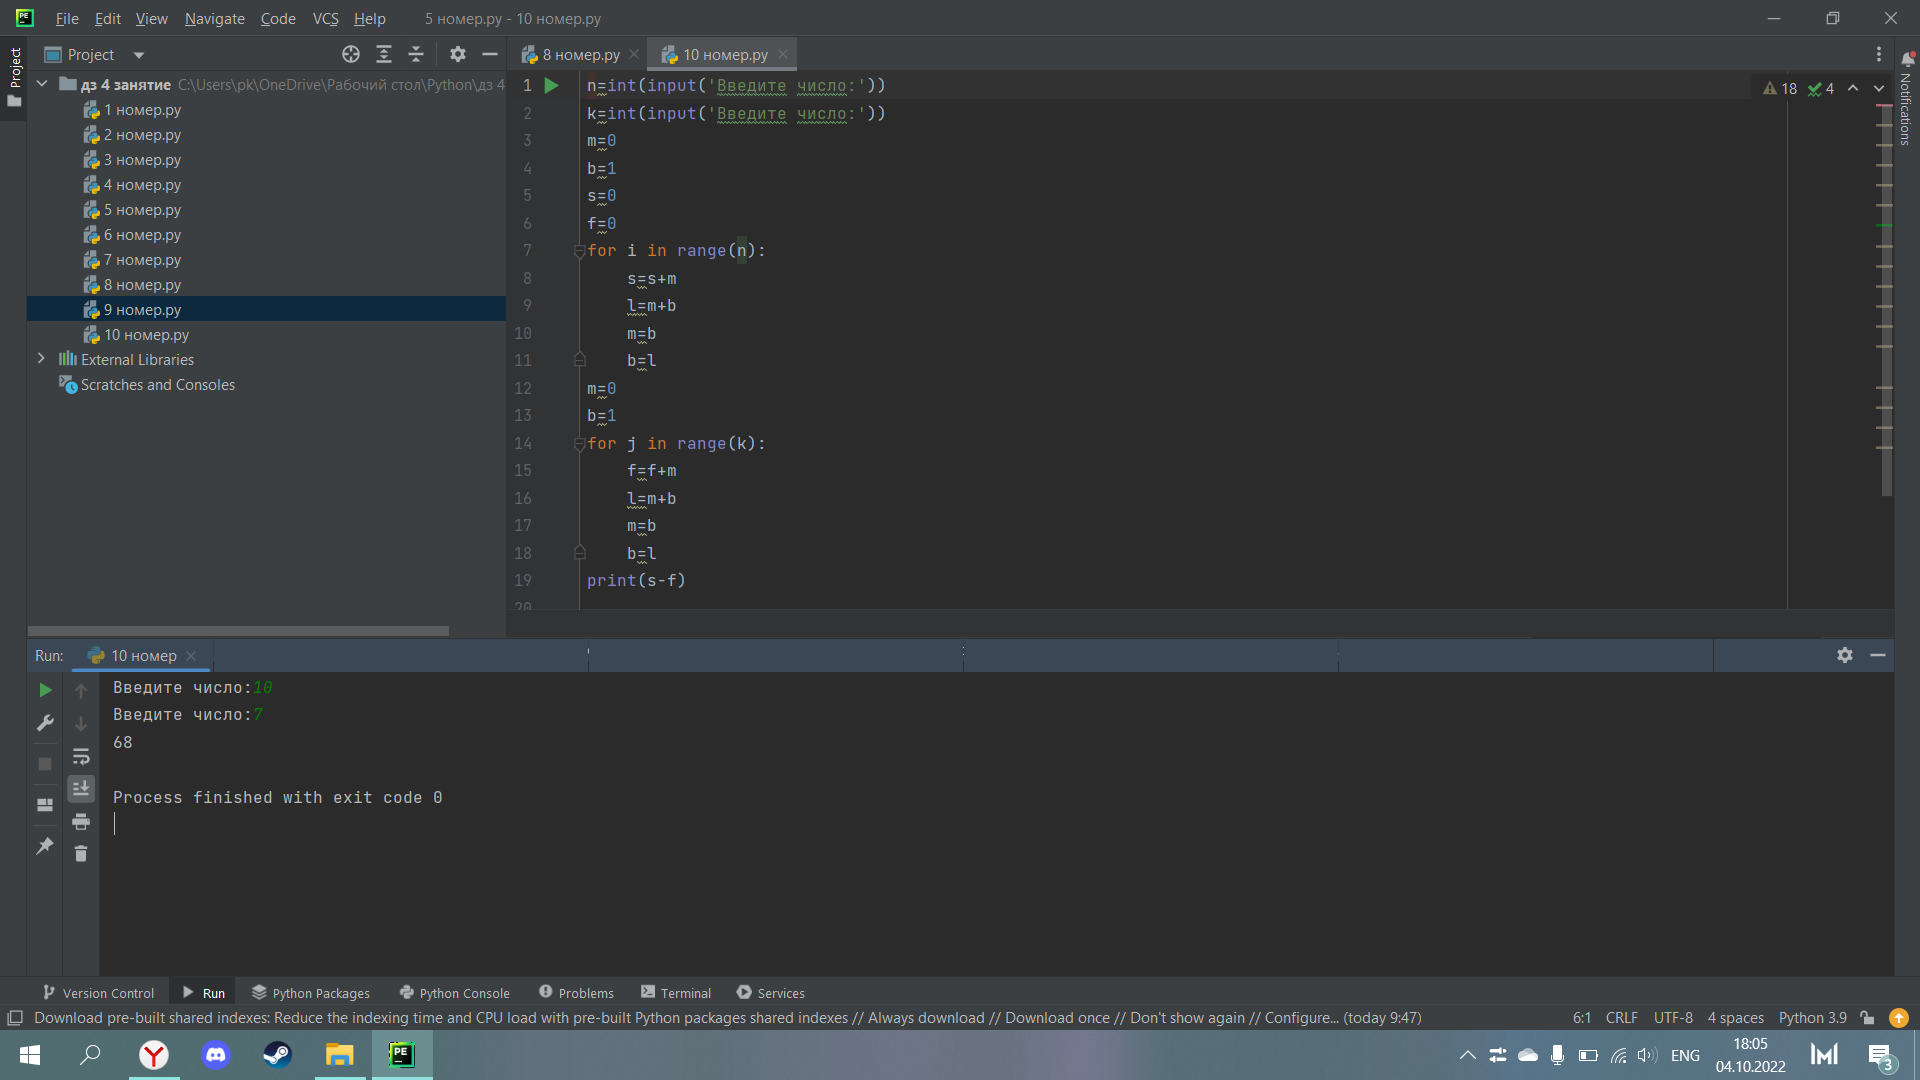 File Edit View Navigate Code VCS Help 5 номер.py - 10 номер.py
Project
Project
8 номер.py
10 номер.py
Notifications
дз 4 занятие C:\Users\pk\OneDrive\Рабочий стол\Python\дз 4
1 номер.py
2 номер.py
3 номер.py
4 номер.py
5 номер.py
6 номер.py
7 номер.py
8 номер.py
9 номер.py
10 номер.py
External Libraries
Scratches and Consoles
18 4
1 n=int(input('Введите число:'))
2 k=int(input('Введите число:'))
3 m=0
4 b=1
5 s=0
6 f=0
7 for i in range(n):
8 s=s+m
9 l=m+b
10 m=b
11 b=l
12 m=0
13 b=1
14 for j in range(k):
15 f=f+m
16 l=m+b
17 m=b
18 b=l
19 print(s-f)
20
Run: 10 номер
Введите число:10
Введите число:7
68
Process finished with exit code 0
Version Control Run Python Packages Python Console Problems Terminal Services
Download pre-built shared indexes: Reduce the indexing time and CPU load with pre-built Python packages shared indexes // Always download // Download once // Don't show again // Configure... (today 9:47) 6:1 CRLF UTF-8 4 spaces Python 3.9
PE
ENG
18:05
04.10.2022
3